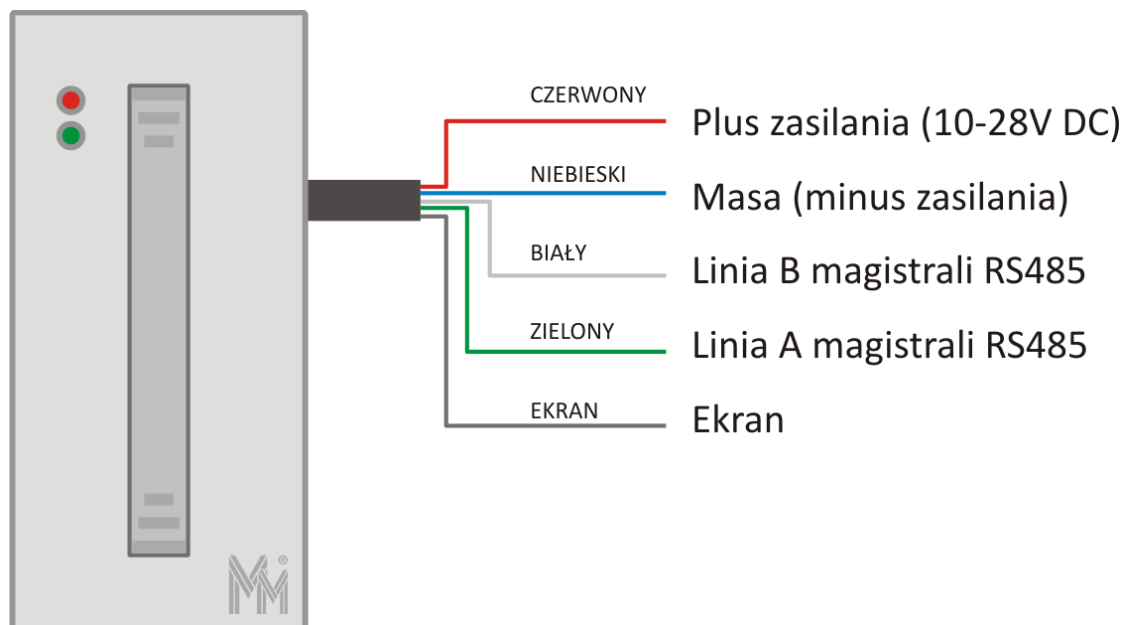 CZERWONY
Plus zasilania (10-28V DC)
NIEBIESKI
Masa (minus zasilania)
BIAŁY
Linia B magistrali RS485
ZIELONY
Linia A magistrali RS485
EKRAN
Ekran
MM®